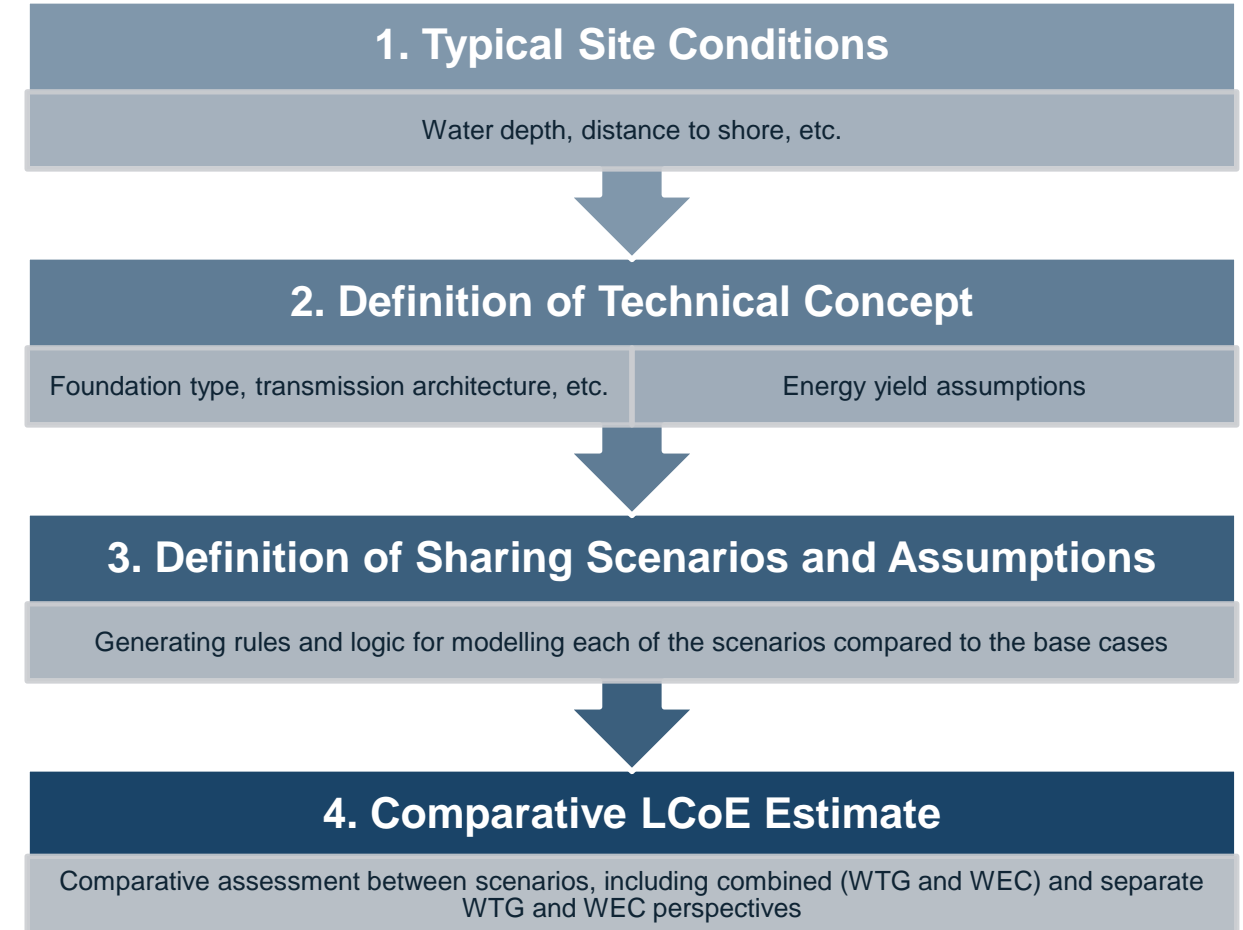 1. Typical Site Conditions
Water depth, distance to shore, etc.
2. Definition of Technical Concept
Foundation type, transmission architecture, etc.
Energy yield assumptions
3. Definition of Sharing Scenarios and Assumptions
Generating rules and logic for modelling each of the scenarios compared to the base cases
4. Comparative LCoE Estimate
Comparative assessment between scenarios, including combined (WTG and WEC) and separate
WTG and WEC perspectives